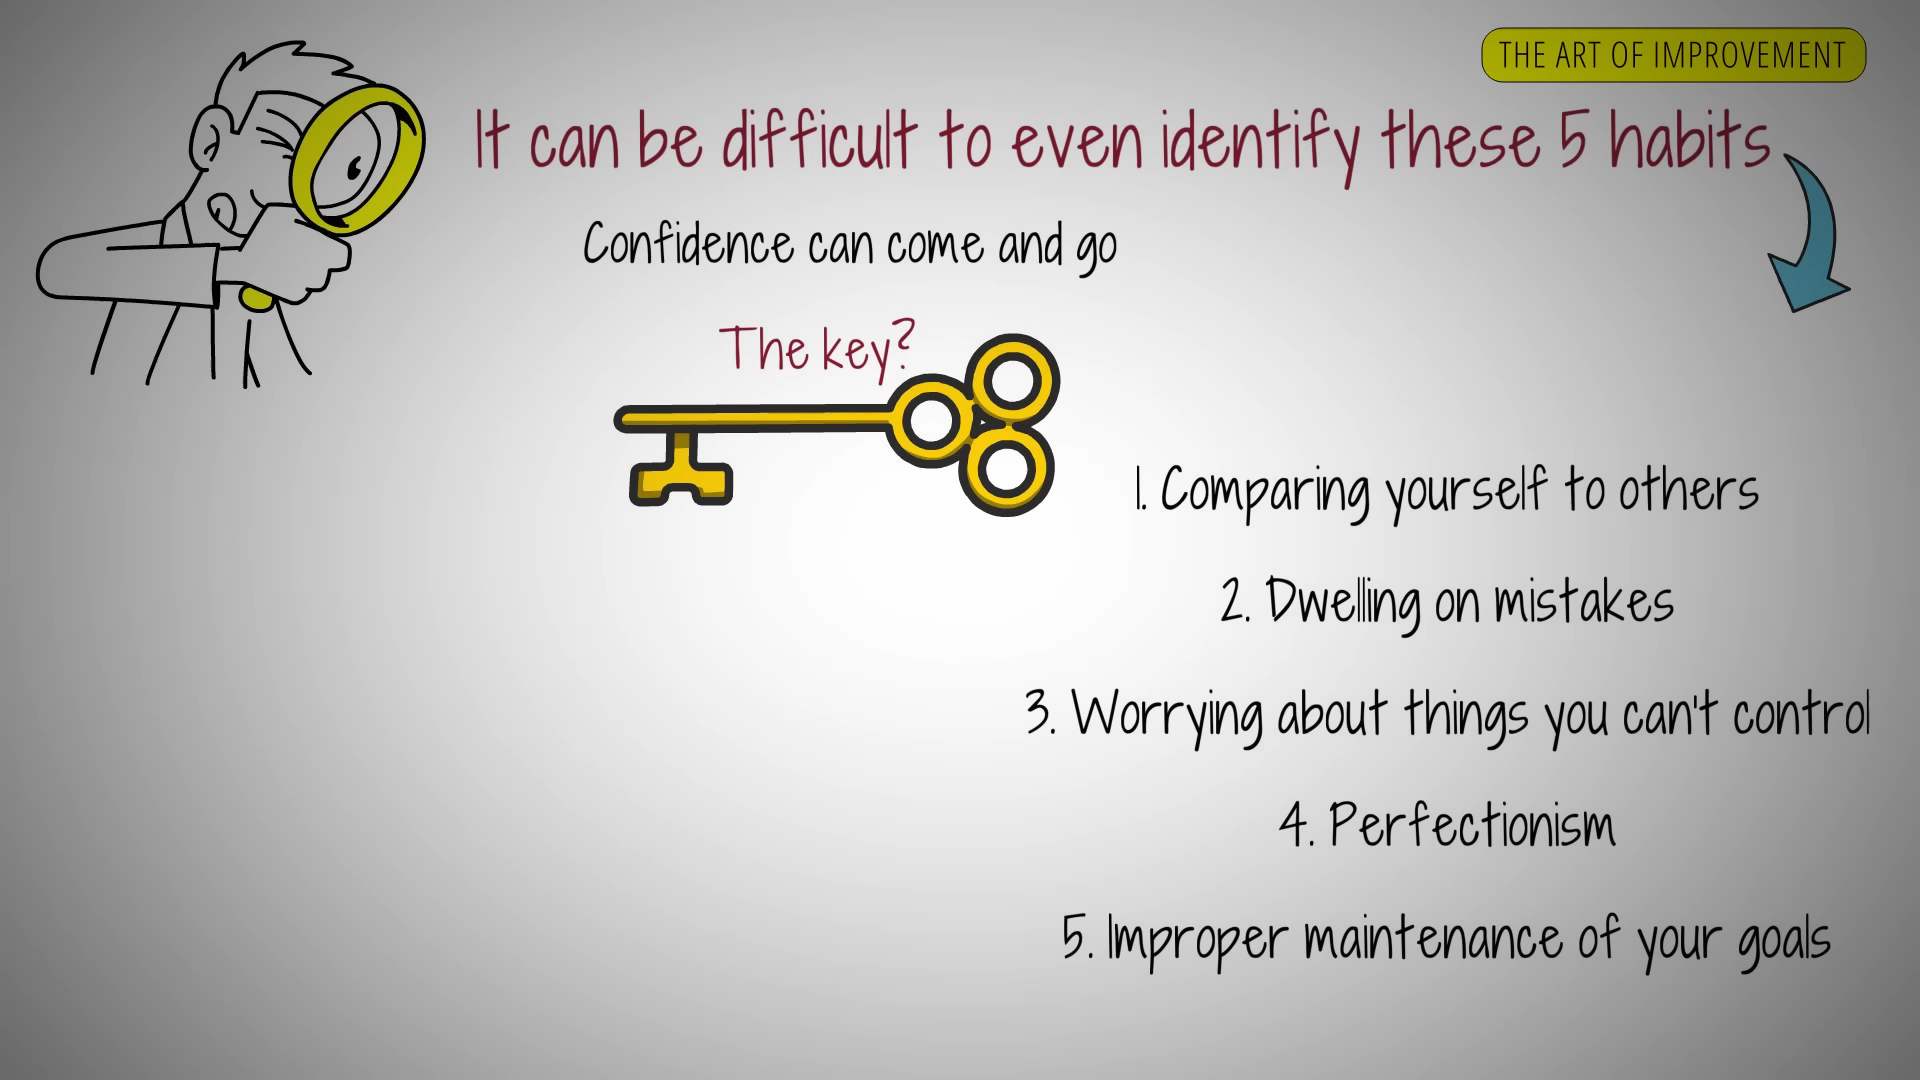 THE ART OF IMPROVEMENT
It can be difficult to even identify these 5 habits
Confidence can come and go
The key?
1. Comparing yourself to others
2. Dwelling on mistakes
3. Worrying about things you can't control
4. Perfectionism
5. Improper maintenance of your goals